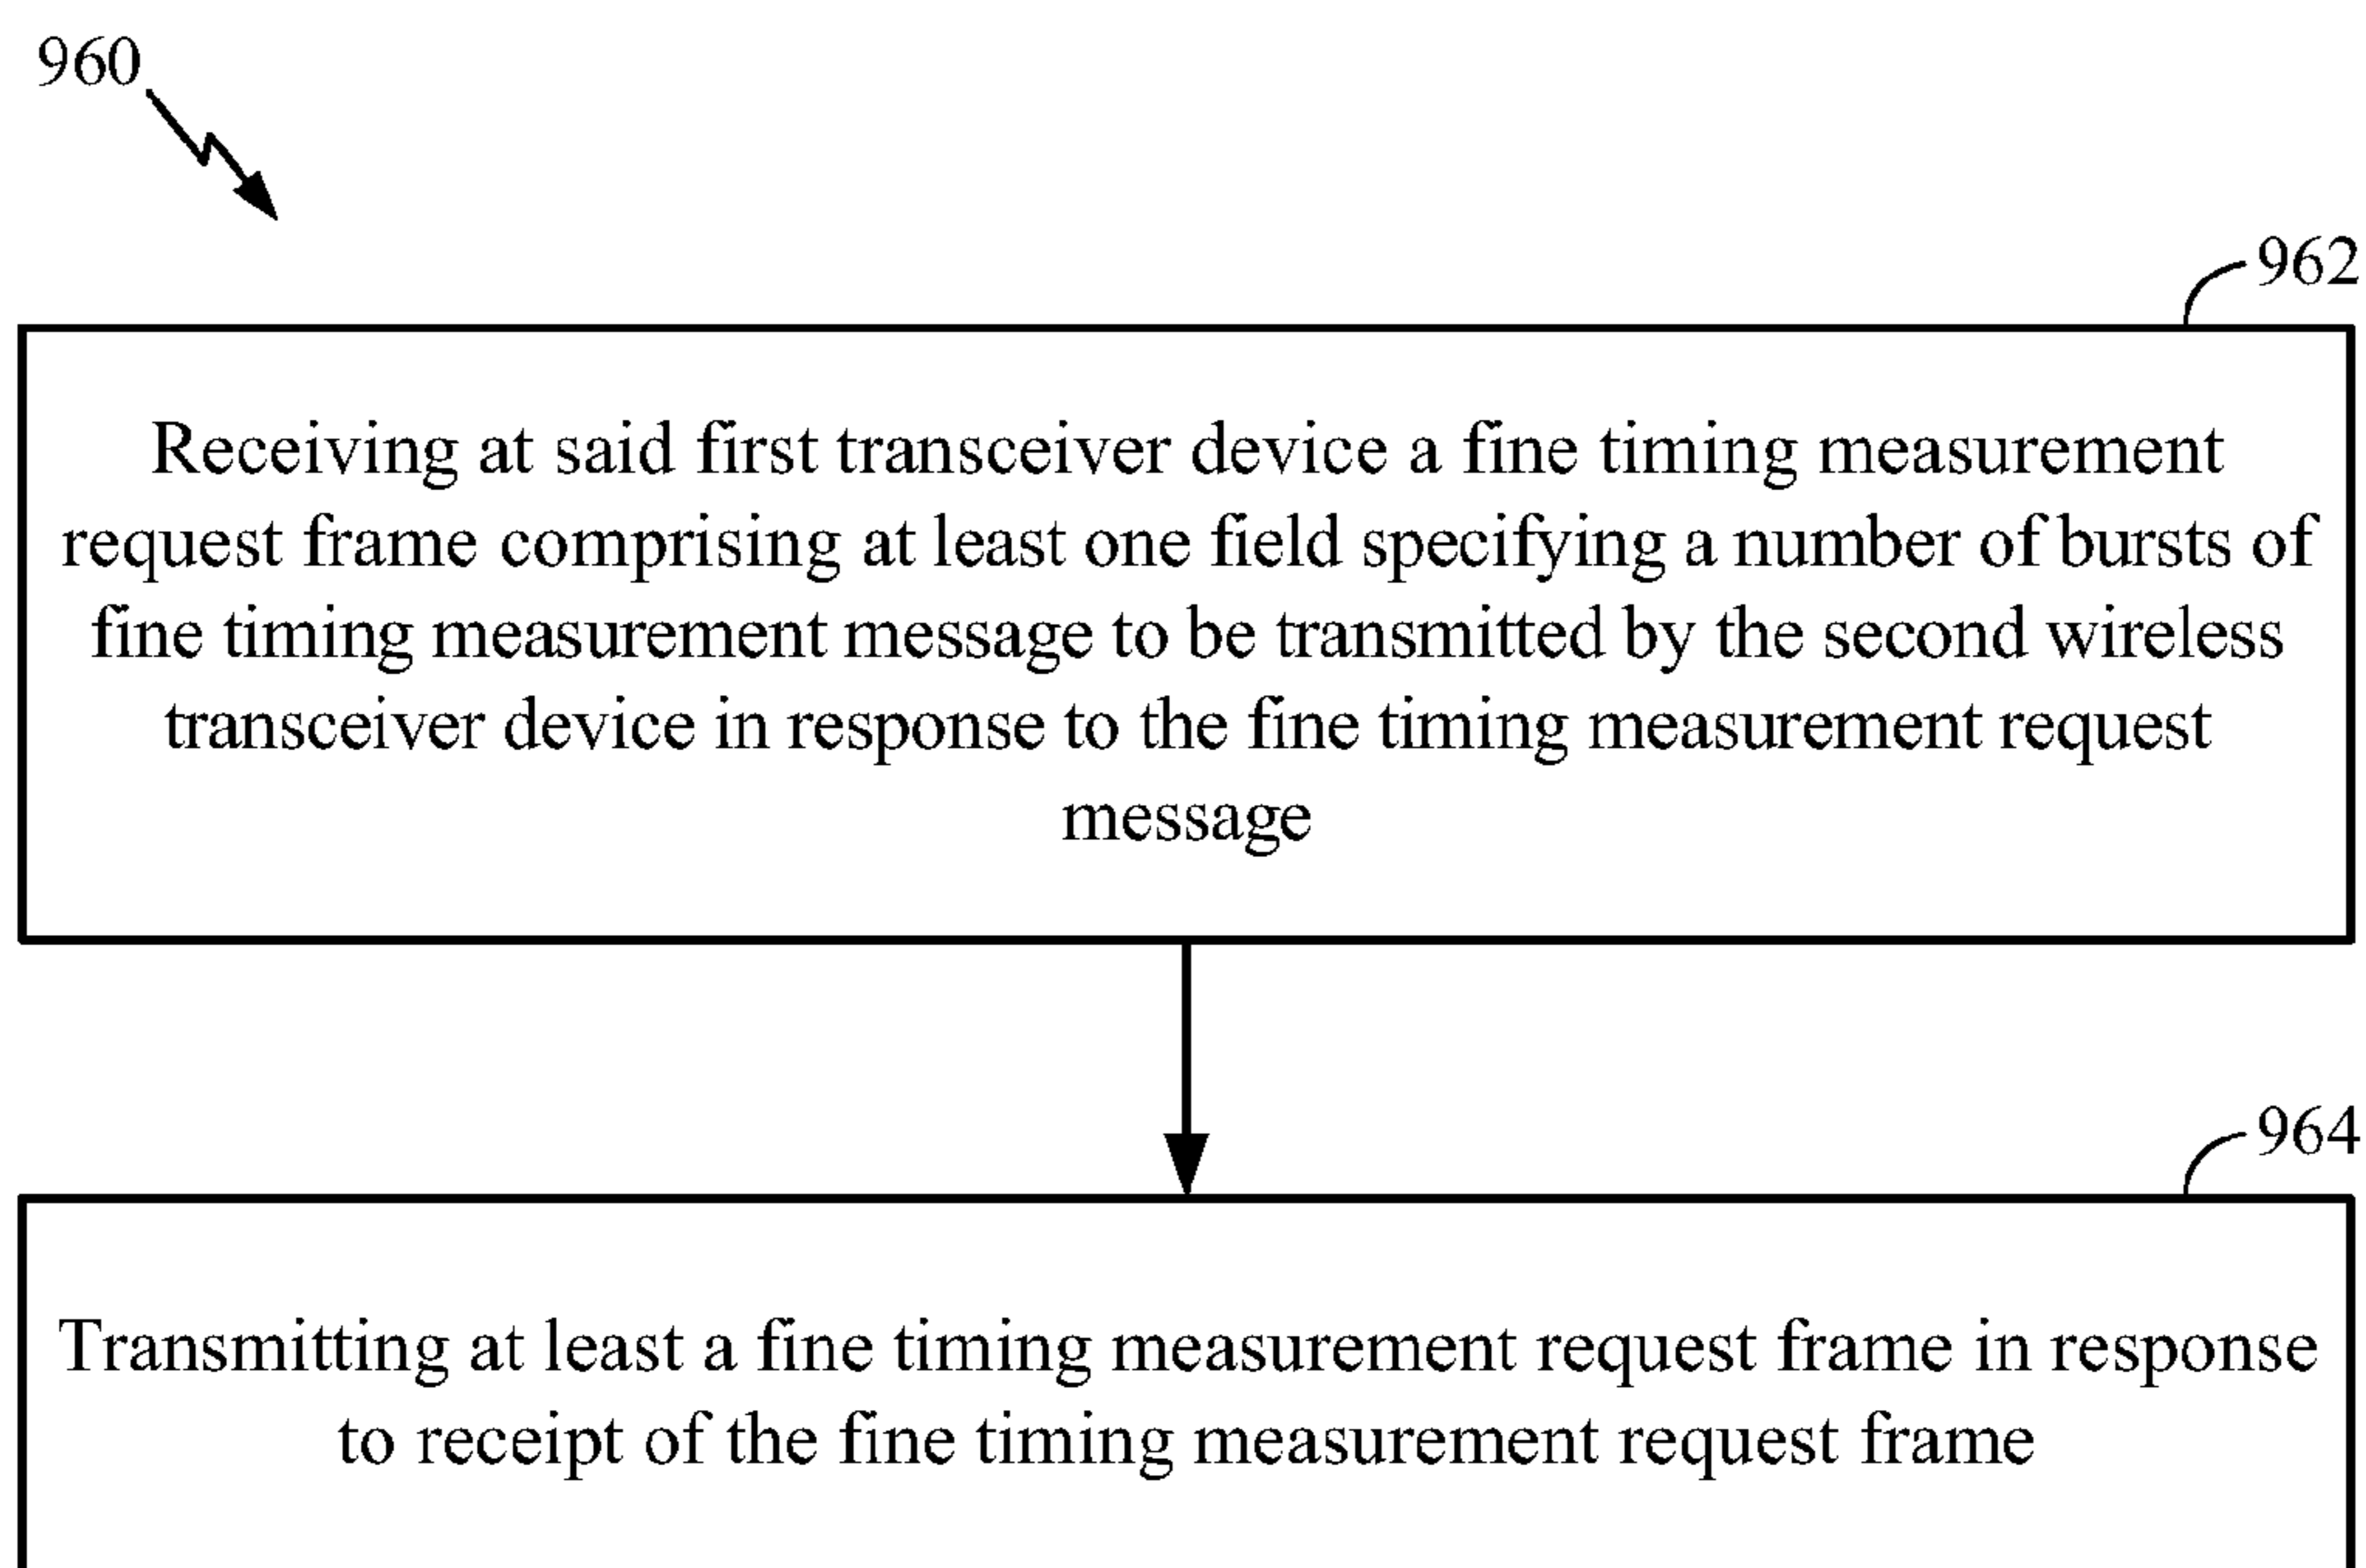 960
962
Receiving at said first transceiver device a fine timing measurement
request frame comprising at least one field specifying a number of bursts of
fine timing measurement message to be transmitted by the second wireless
transceiver device in response to the fine timing measurement request
message
964
Transmitting at least a fine timing measurement request frame in response
to receipt of the fine timing measurement request frame